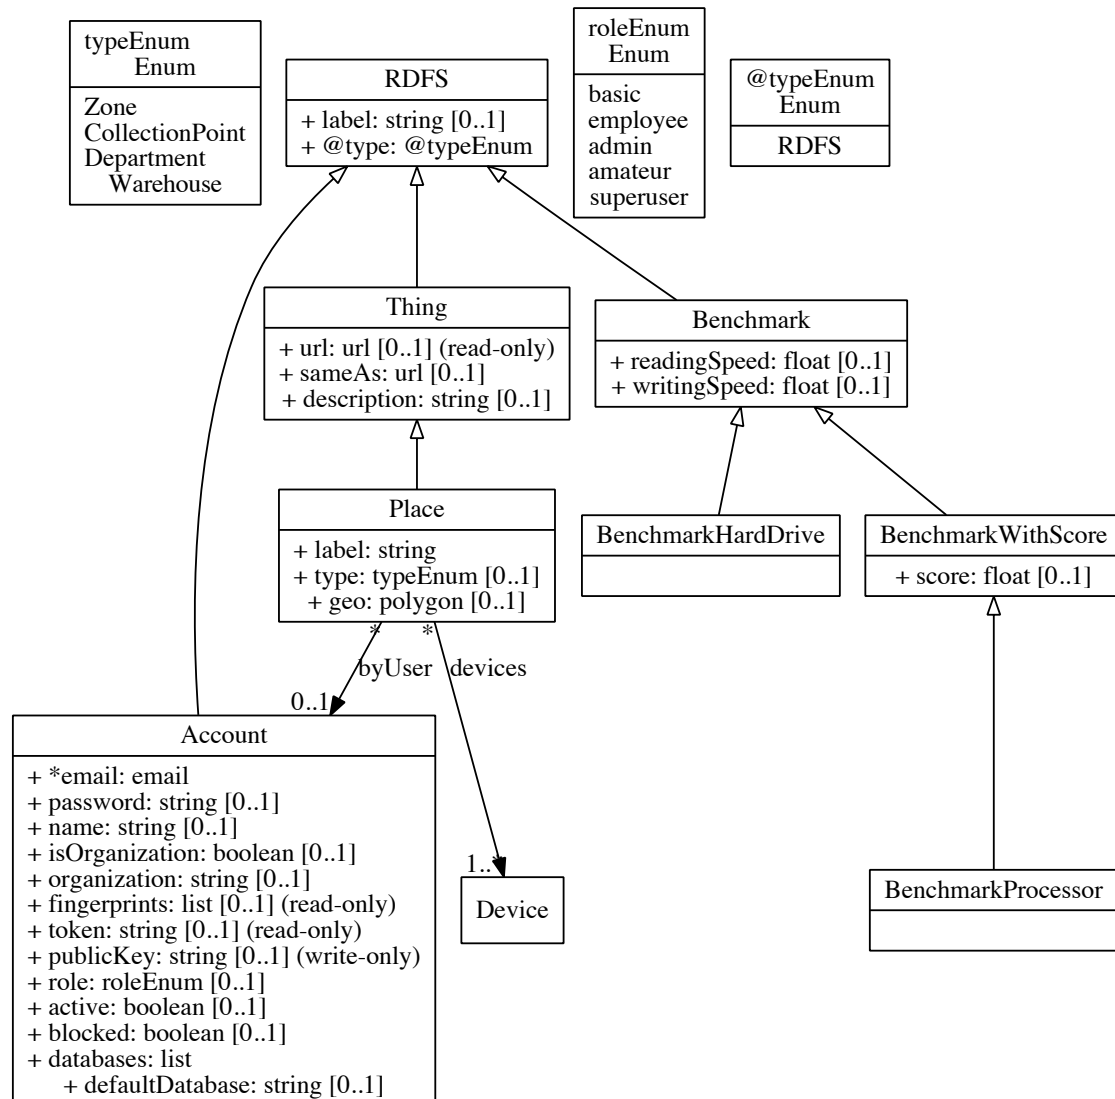 typeEnum
Enum
Zone
CollectionPoint
Department
Warehouse
RDFS
+ label: string [0..1]
+ @type: @typeEnum
roleEnum
Enum
basic
employee
admin
amateur
superuser
@typeEnum
Enum
RDFS
Thing
+ url: url [0..1] (read-only)
+ sameAs: url [0..1]
+ description: string [0..1]
Benchmark
+ readingSpeed: float [0..1]
+ writingSpeed: float [0..1]
Place
+ label: string
+ type: typeEnum [0..1]
+ geo: polygon [0..1]
BenchmarkHardDrive
BenchmarkWithScore
+ score: float [0..1]
* *
byUser devices
0..1
Account
+ *email: email
+ password: string [0..1]
+ name: string [0..1]
+ isOrganization: boolean [0..1]
+ organization: string [0..1]
+ fingerprints: list [0..1] (read-only)
+ token: string [0..1] (read-only)
+ publicKey: string [0..1] (write-only)
+ role: roleEnum [0..1]
+ active: boolean [0..1]
+ blocked: boolean [0..1]
+ databases: list
+ defaultDatabase: string [0..1]
1..
Device
BenchmarkProcessor